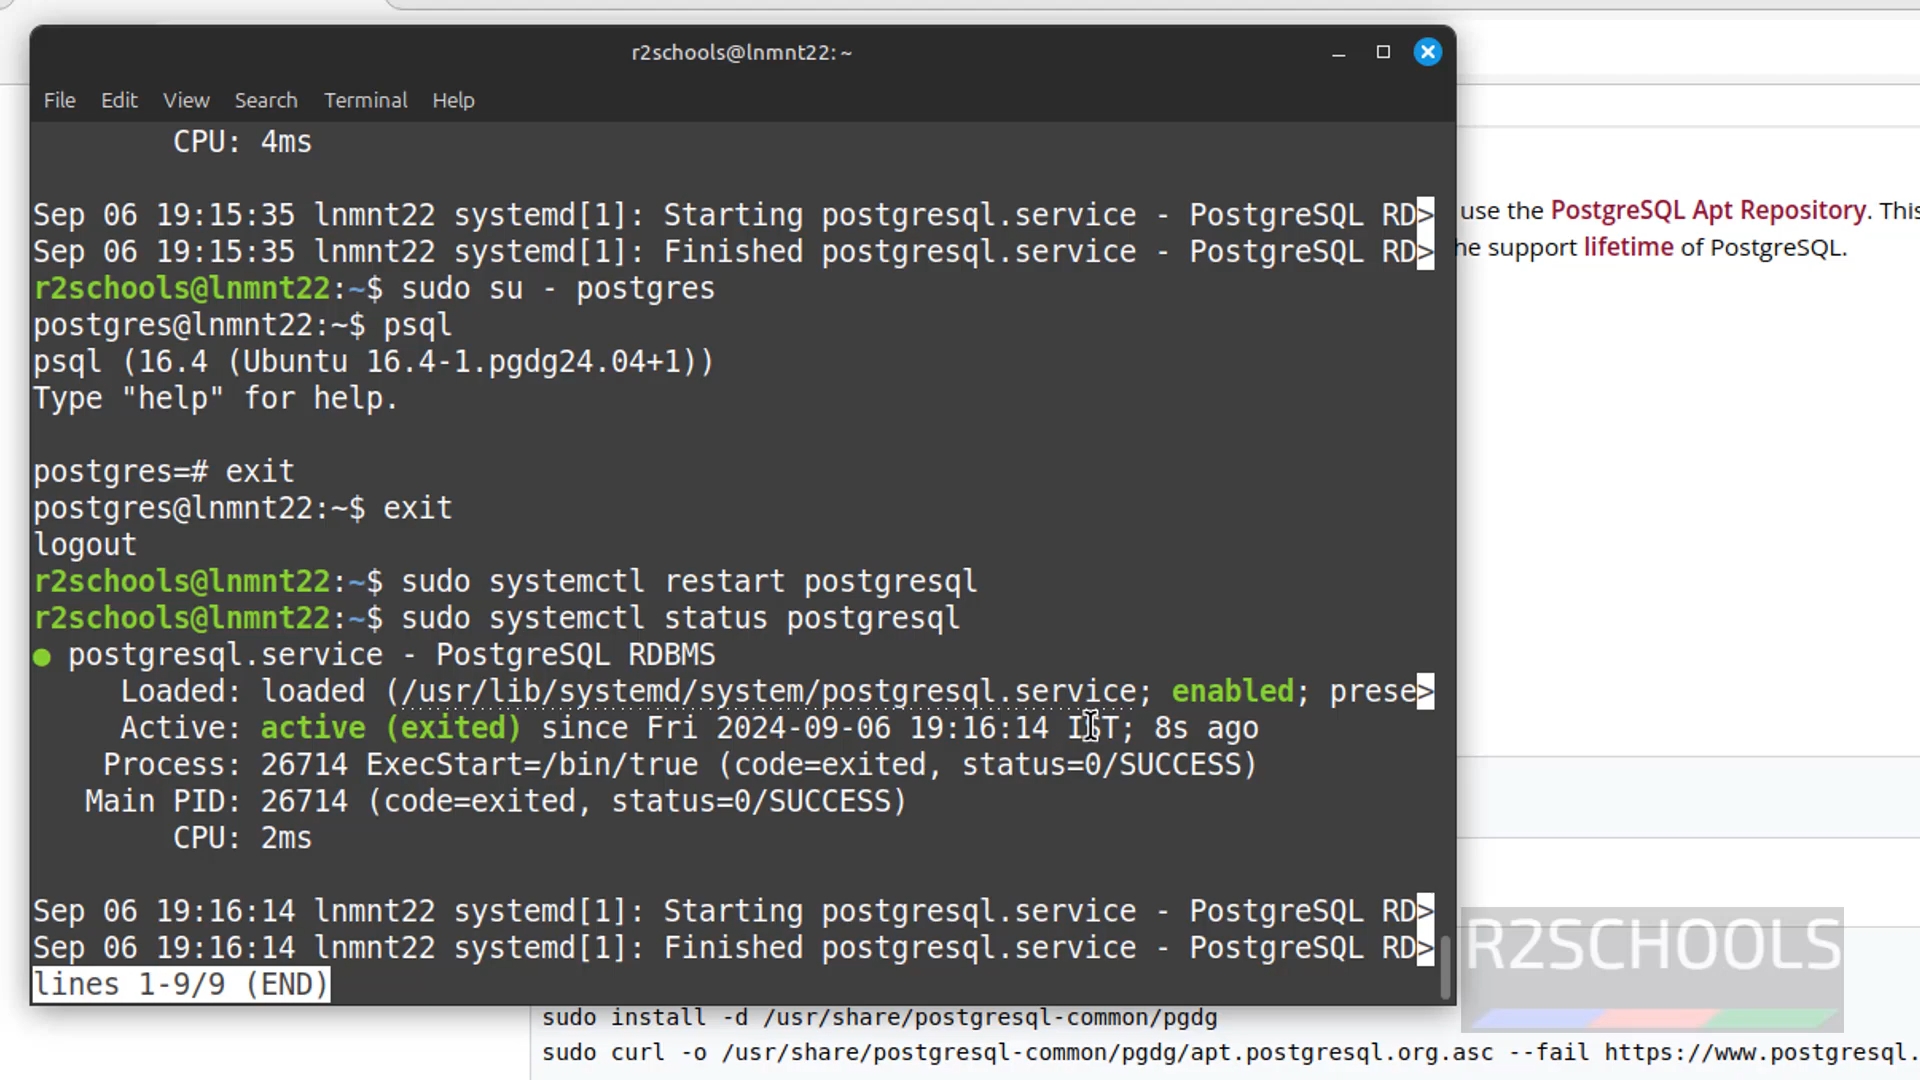 r2schools@lnmnt22: ~
File Edit View Search Terminal Help
CPU: 4ms
Sep 06 19:15:35 lnmnt22 systemd[1]: Starting postgresql.service - PostgreSQL RD>
Sep 06 19:15:35 lnmnt22 systemd[1]: Finished postgresql.service - PostgreSQL RD>
use the PostgreSQL Apt Repository. This
he support lifetime of PostgreSQL.
r2schools@lnmnt22:~$ sudo su - postgres
postgres@lnmnt22:~$ psql
psql (16.4 (Ubuntu 16.4-1.pgdg24.04+1))
Type "help" for help.
postgres=# exit
postgres@lnmnt22:~$ exit
logout
r2schools@lnmnt22:~$ sudo systemctl restart postgresql
r2schools@lnmnt22:~$ sudo systemctl status postgresql
● postgresql.service - PostgreSQL RDBMS
Loaded: loaded (/usr/lib/systemd/system/postgresql.service; enabled; prese>
Active: active (exited) since Fri 2024-09-06 19:16:14 IST; 8s ago
Process: 26714 ExecStart=/bin/true (code=exited, status=0/SUCCESS)
Main PID: 26714 (code=exited, status=0/SUCCESS)
CPU: 2ms
Sep 06 19:16:14 lnmnt22 systemd[1]: Starting postgresql.service - PostgreSQL RD>
Sep 06 19:16:14 lnmnt22 systemd[1]: Finished postgresql.service - PostgreSQL RD>
lines 1-9/9 (END)
R2SCHOOLS
sudo install -d /usr/share/postgresql-common/pgdg
sudo curl -o /usr/share/postgresql-common/pgdg/apt.postgresql.org.asc --fail https://www.postgresql.